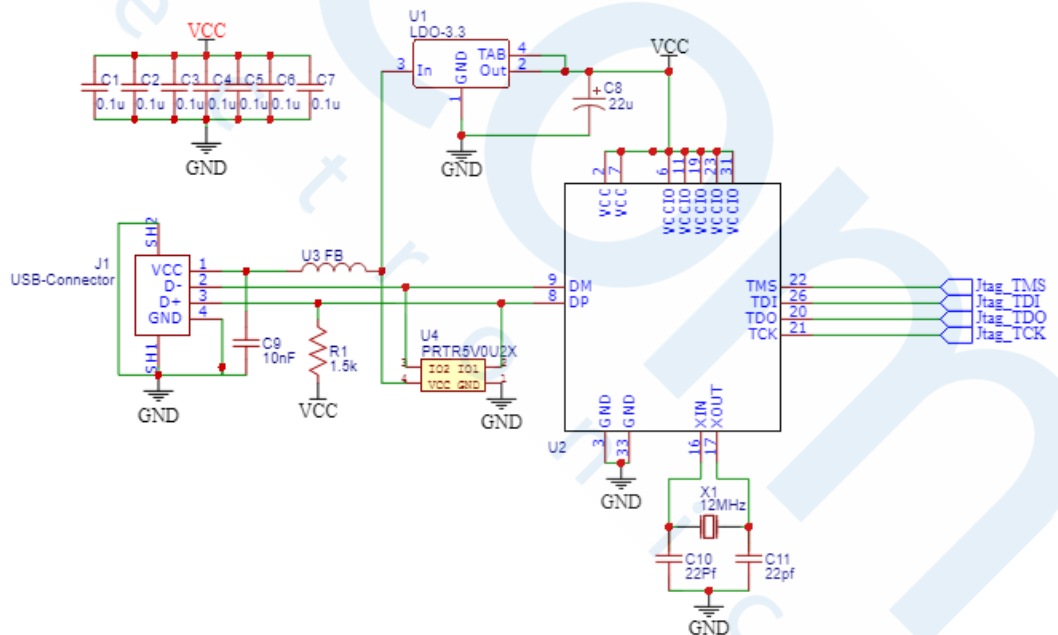 VCC
C1 C2 C3 C4 C5 C6 C7
0.1u 0.1u 0.1u 0.1u 0.1u 0.1u
GND
U1
LDO-3.3
3 In GND TAB 4
Out 2
1
GND
VCC
C8
22u
2 7 6 11 19 23 31
VCC VCC VCCIO VCCIO VCCIO VCCIO VCCIO
J1
USB-Connector
SH2
VCC 1
D- 2
D+ 3
GND 4
SH1
GND
U3 FB
C9
10nF
R1
1.5k
VCC
U4
PRTR5V0U2X
3 IO2 IO1 2
4 VCC GND 1
GND
9 DM
8 DP
TMS 22 Jtag_TMS
TDI 26 Jtag_TDI
TDO 20 Jtag_TDO
TCK 21 Jtag_TCK
GND GND XIN XOUT
3 33 16 17
U2
GND
X1
12MHz
C10
22Pf
C11
22pf
GND